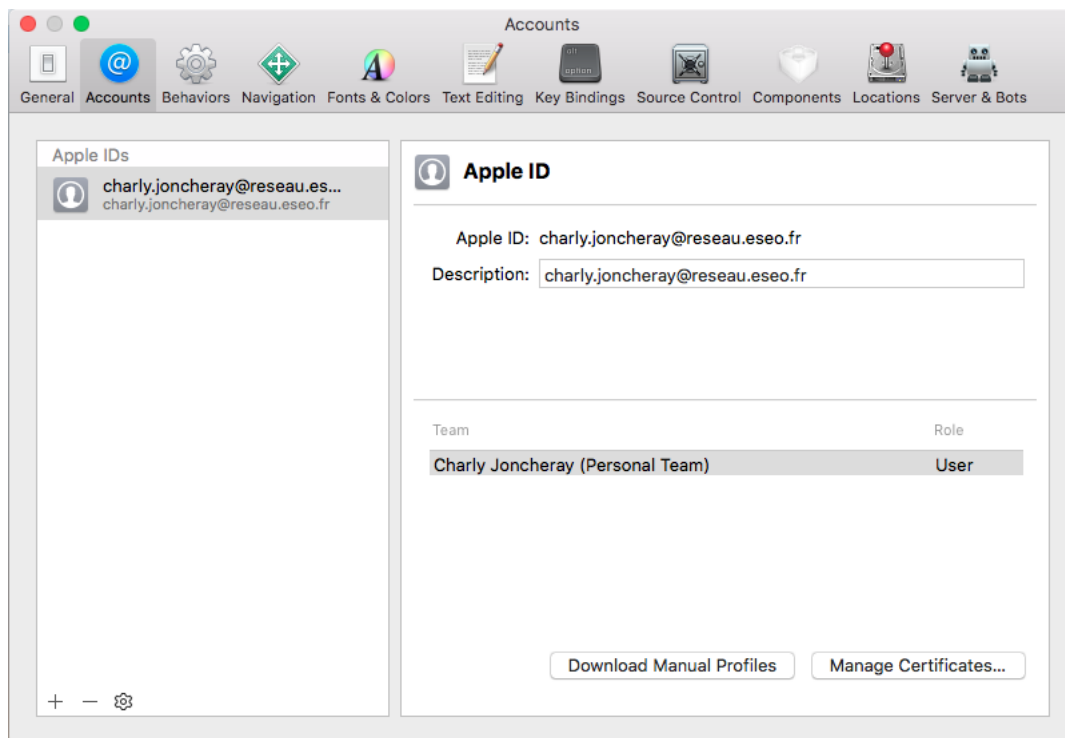 Accounts
General Accounts Behaviors Navigation Fonts & Colors Text Editing Key Bindings Source Control Components Locations Server & Bots
alt
option
Apple IDs
charly.joncheray@reseau.es...
charly.joncheray@reseau.eseo.fr
Apple ID
Apple ID: charly.joncheray@reseau.eseo.fr
Description: charly.joncheray@reseau.eseo.fr
Team Role
Charly Joncheray (Personal Team) User
Download Manual Profiles Manage Certificates...